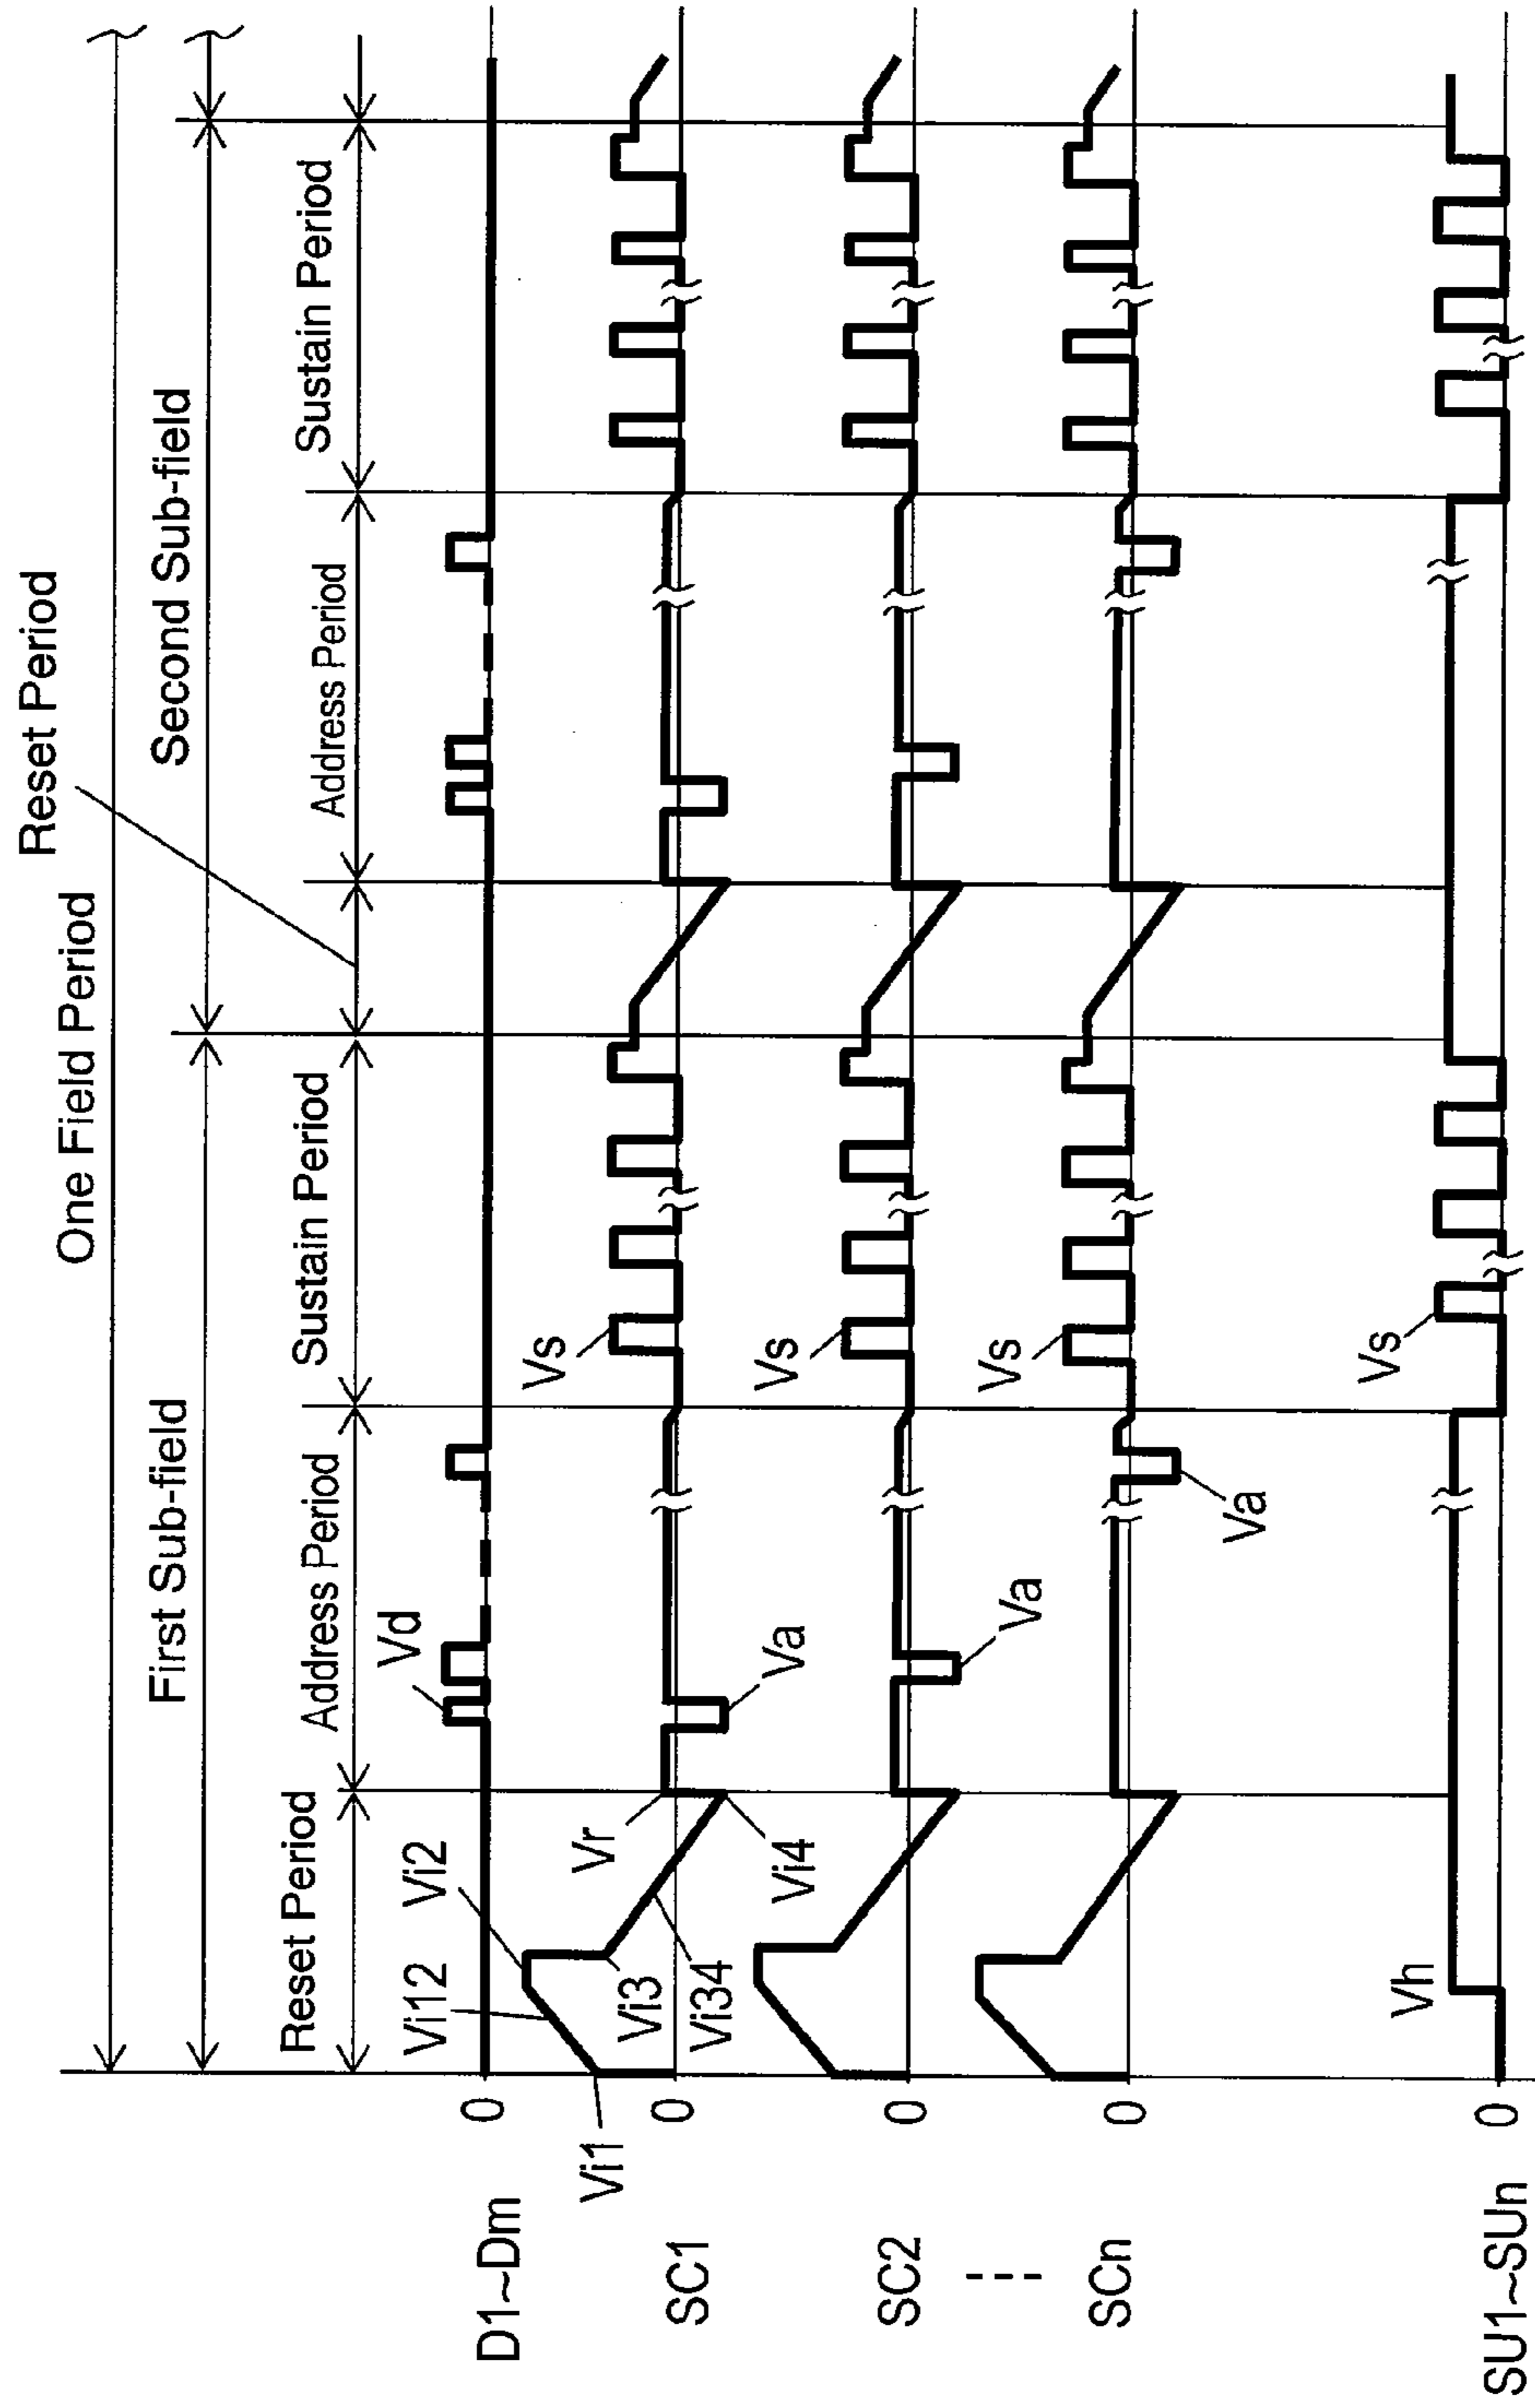 One Field Period
Reset Period
First Sub-field
Second Sub-field
Reset Period
Address Period
Sustain Period
Address Period
Sustain Period
D1~Dm
0
Vi12
Vi2
Vd
Vi1
SC1
0
Vi3
Vi34
Vr
Vi4
Va
Vs
SC2
0
Va
Vs
SCn
0
Va
Vs
SU1~SUn
0
Vh
Vs